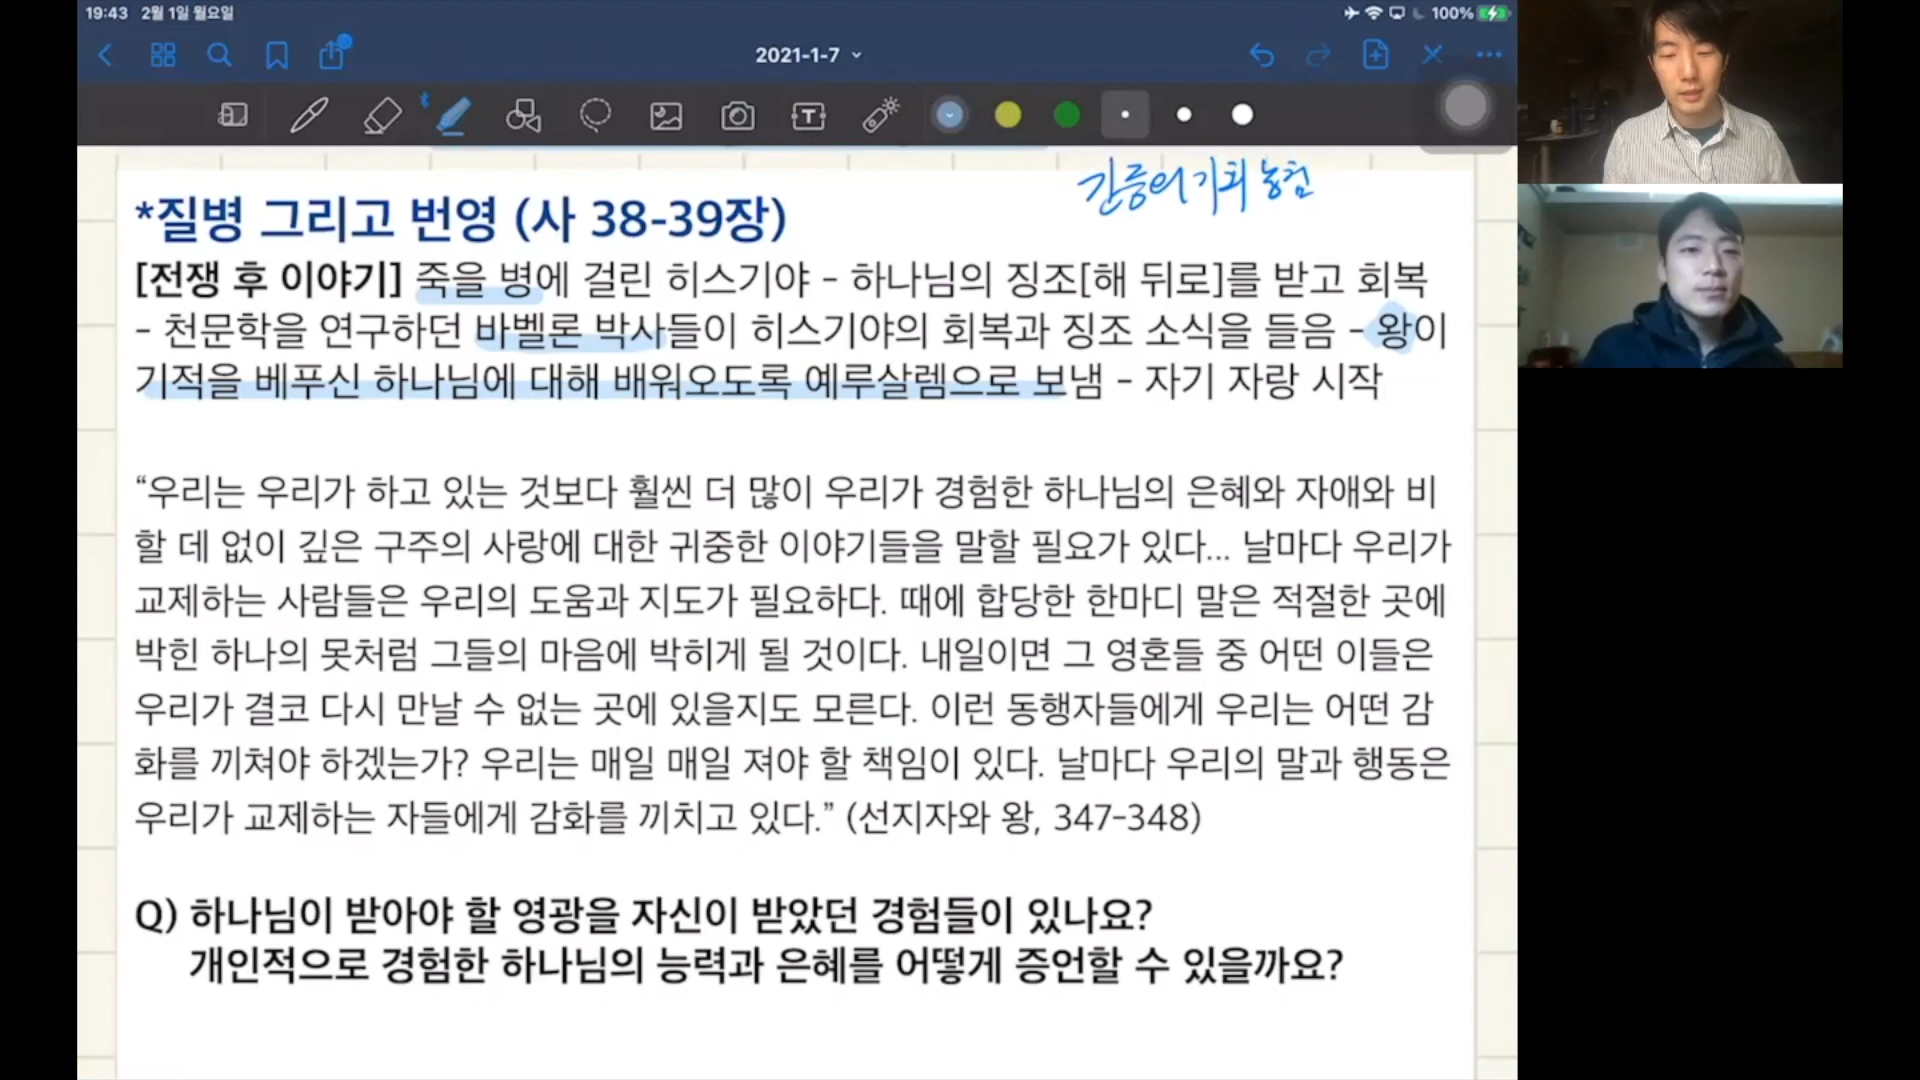 19:43 2월 1일 월요일
100%
2021-1-7
*질병 그리고 번영 (사 38-39장)
[전쟁 후 이야기] 죽을 병에 걸린 히스기야 - 하나님의 징조[해 뒤로]를 받고 회복
- 천문학을 연구하던 바벨론 박사들이 히스기야의 회복과 징조 소식을 들음 - 왕이
기적을 베푸신 하나님에 대해 배워오도록 예루살렘으로 보냄 - 자기 자랑 시작
“우리는 우리가 하고 있는 것보다 훨씬 더 많이 우리가 경험한 하나님의 은혜와 자애와 비
할 데 없이 깊은 구주의 사랑에 대한 귀중한 이야기들을 말할 필요가 있다... 날마다 우리가
교제하는 사람들은 우리의 도움과 지도가 필요하다. 때에 합당한 한마디 말은 적절한 곳에
박힌 하나의 못처럼 그들의 마음에 박히게 될 것이다. 내일이면 그 영혼들 중 어떤 이들은
우리가 결코 다시 만날 수 없는 곳에 있을지도 모른다. 이런 동행자들에게 우리는 어떤 감
화를 끼쳐야 하겠는가? 우리는 매일 매일 져야 할 책임이 있다. 날마다 우리의 말과 행동은
우리가 교제하는 자들에게 감화를 끼치고 있다.” (선지자와 왕, 347-348)
Q) 하나님이 받아야 할 영광을 자신이 받았던 경험들이 있나요?
개인적으로 경험한 하나님의 능력과 은혜를 어떻게 증언할 수 있을까요?